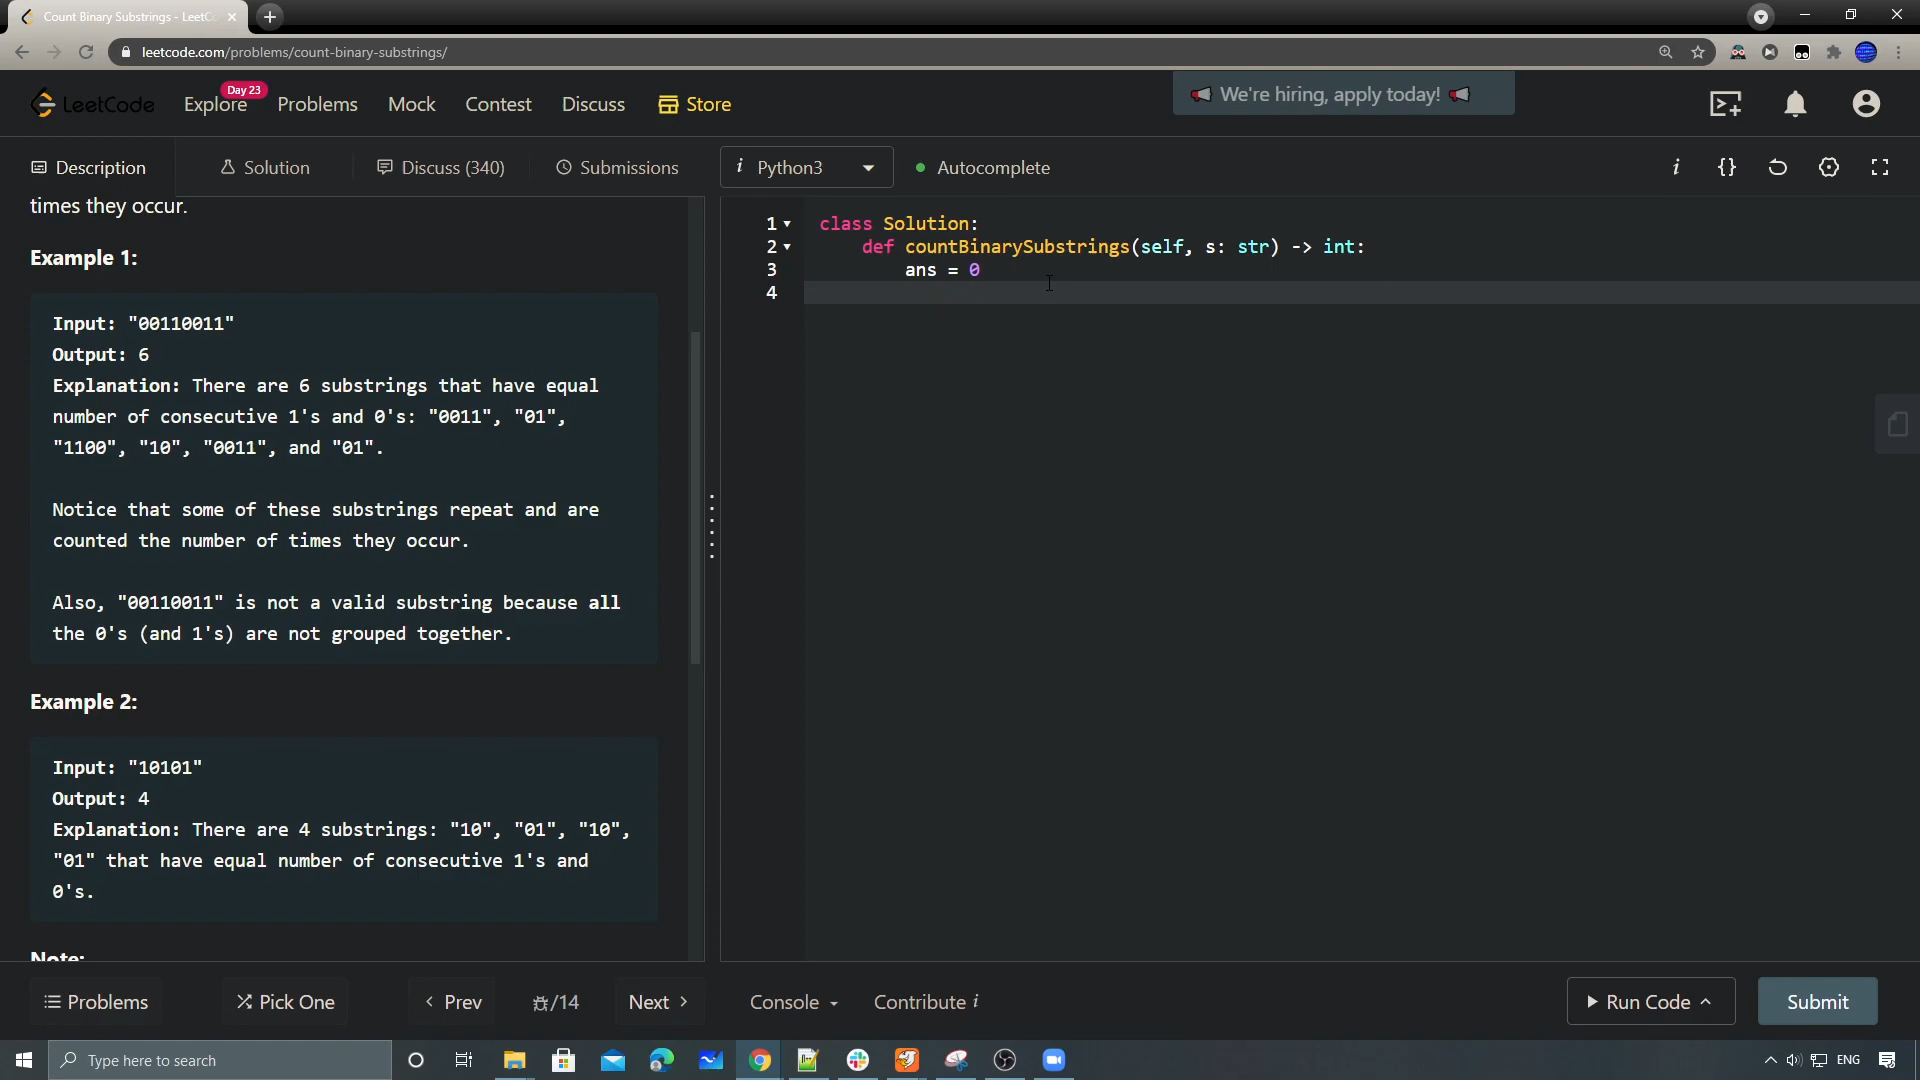 Count Binary Substrings - LeetC
leetcode.com/problems/count-binary-substrings/
LeetCode
Explore
Day 23
Problems
Mock
Contest
Discuss
Store
We're hiring, apply today!
Description
Solution
Discuss (340)
Submissions
i Python3
Autocomplete
i {}
times they occur.
Example 1:
Input: "00110011"
Output: 6
Explanation: There are 6 substrings that have equal
number of consecutive 1's and 0's: "0011", "01",
"1100", "10", "0011", and "01".
Notice that some of these substrings repeat and are
counted the number of times they occur.
Also, "00110011" is not a valid substring because all
the 0's (and 1's) are not grouped together.
Example 2:
Input: "10101"
Output: 4
Explanation: There are 4 substrings: "10", "01", "10",
"01" that have equal number of consecutive 1's and
0's.
Note:
1 class Solution:
2 def countBinarySubstrings(self, s: str) -> int:
3 ans = 0
4
Problems
Pick One
Prev
/14
Next
Console
Contribute i
Run Code
Submit
Type here to search
ENG